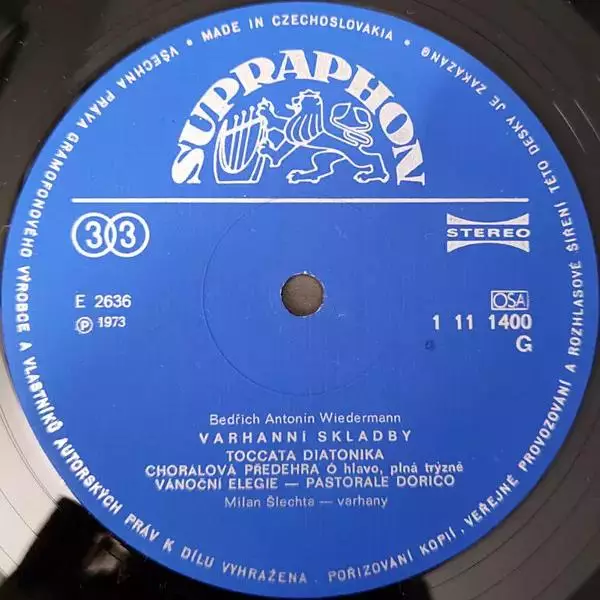 VŠECHNA PRÁVA GRAMOFONOVÉHO VÝROBCE A VLASTNÍKŮ AUTORSKÝCH PRÁV K DÍLU VYHRAŽENA. POŘIZOVÁNÍ KOPIÍ, VEŘEJNÉ PROVOZOVÁNÍ A ROZHLASOVÉ ŠÍŘENÍ TÉTO DESKY JE ZAKÁZÁNO
• MADE IN CZECHOSLOVAKIA •
SUPRAPHON
33
STEREO
E 2636
Ⓟ 1973
OSA
1 11 1400
G
Bedřich Antonín Wiedermann
VARHANNÍ SKLADBY
TOCCATA DIATONIKA
CHORALOVÁ PŘEDEHRA Ó hlavo, plná trýzně
VÁNOČNÍ ELEGIE — PASTORALE DORICO
Milan Šlechta — varhany